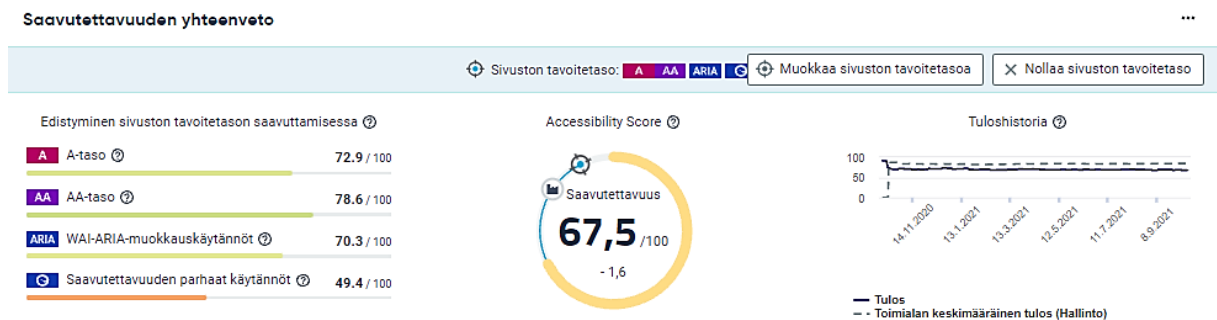 Saavutettavuuden yhteenveto
Sivuston tavoitetaso: A AA ARIA
Muokkaa sivuston tavoitetasoa
Nollaa sivuston tavoitetaso
Edistyminen sivuston tavoitetason saavuttamisessa
A A-taso 72.9 / 100
AA AA-taso 78.6 / 100
ARIA WAI-ARIA-muokkauskäytännöt 70.3 / 100
Saavutettavuuden parhaat käytännöt 49.4 / 100
Accessibility Score
Saavutettavuus
67,5 /100
- 1,6
Tuloshistoria
100
50
0
14.11.2020
13.1.2021
13.3.2021
12.5.2021
11.7.2021
8.9.2021
Tulos
Toimialan keskimääräinen tulos (Hallinto)